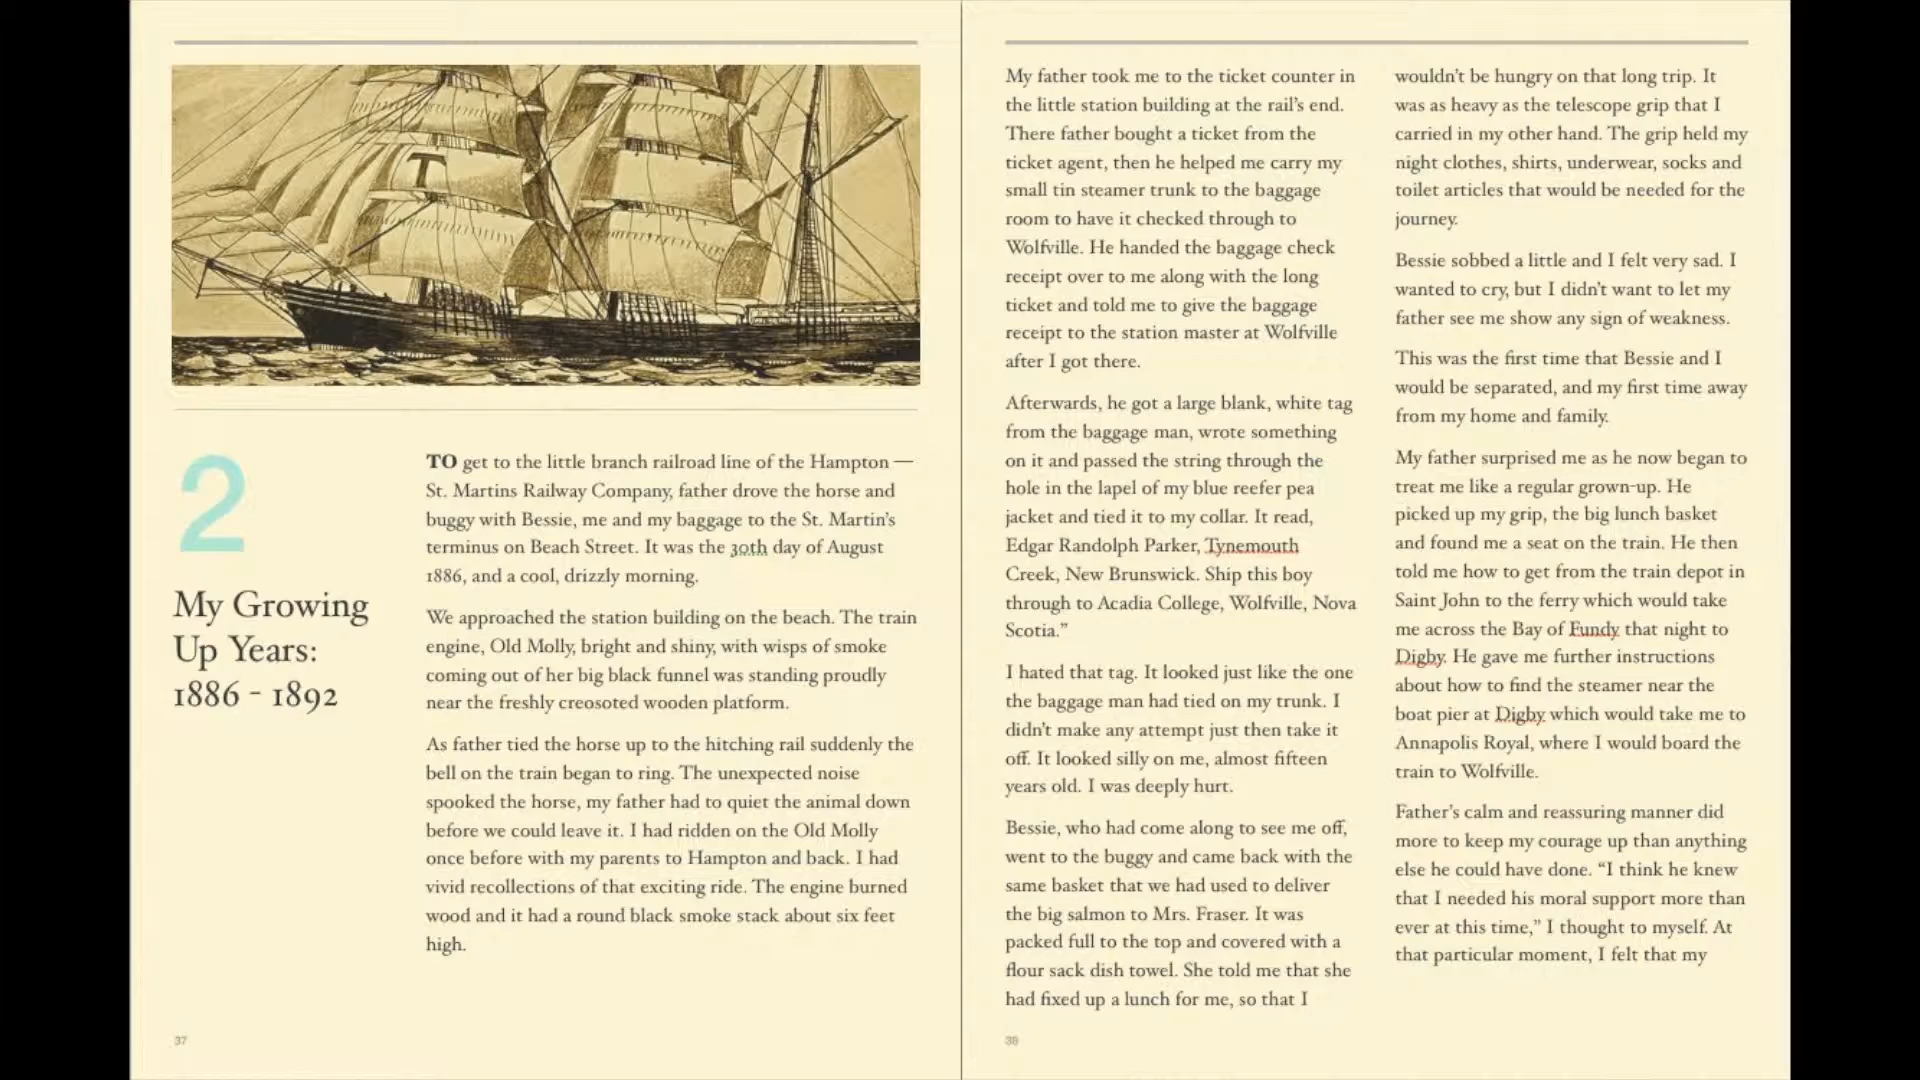 T
2
My Growing
Up Years:
1886 - 1892
TO get to the little branch railroad line of the Hampton —
St. Martins Railway Company, father drove the horse and
buggy with Bessie, me and my baggage to the St. Martin’s
terminus on Beach Street. It was the 30th day of August
1886, and a cool, drizzly morning.
We approached the station building on the beach. The train
engine, Old Molly, bright and shiny, with wisps of smoke
coming out of her big black funnel was standing proudly
near the freshly creosoted wooden platform.
As father tied the horse up to the hitching rail suddenly the
bell on the train began to ring. The unexpected noise
spooked the horse, my father had to quiet the animal down
before we could leave it. I had ridden on the Old Molly
once before with my parents to Hampton and back. I had
vivid recollections of that exciting ride. The engine burned
wood and it had a round black smoke stack about six feet
high.
37
My father took me to the ticket counter in
the little station building at the rail’s end.
There father bought a ticket from the
ticket agent, then he helped me carry my
small tin steamer trunk to the baggage
room to have it checked through to
Wolfville. He handed the baggage check
receipt over to me along with the long
ticket and told me to give the baggage
receipt to the station master at Wolfville
after I got there.
Afterwards, he got a large blank, white tag
from the baggage man, wrote something
on it and passed the string through the
hole in the lapel of my blue reefer pea
jacket and tied it to my collar. It read,
Edgar Randolph Parker, Tynemouth
Creek, New Brunswick. Ship this boy
through to Acadia College, Wolfville, Nova
Scotia.”
I hated that tag. It looked just like the one
the baggage man had tied on my trunk. I
didn’t make any attempt just then take it
off. It looked silly on me, almost fifteen
years old. I was deeply hurt.
Bessie, who had come along to see me off,
went to the buggy and came back with the
same basket that we had used to deliver
the big salmon to Mrs. Fraser. It was
packed full to the top and covered with a
flour sack dish towel. She told me that she
had fixed up a lunch for me, so that I
wouldn’t be hungry on that long trip. It
was as heavy as the telescope grip that I
carried in my other hand. The grip held my
night clothes, shirts, underwear, socks and
toilet articles that would be needed for the
journey.
Bessie sobbed a little and I felt very sad. I
wanted to cry, but I didn’t want to let my
father see me show any sign of weakness.
This was the first time that Bessie and I
would be separated, and my first time away
from my home and family.
My father surprised me as he now began to
treat me like a regular grown-up. He
picked up my grip, the big lunch basket
and found me a seat on the train. He then
told me how to get from the train depot in
Saint John to the ferry which would take
me across the Bay of Fundy that night to
Digby. He gave me further instructions
about how to find the steamer near the
boat pier at Digby which would take me to
Annapolis Royal, where I would board the
train to Wolfville.
Father’s calm and reassuring manner did
more to keep my courage up than anything
else he could have done. “I think he knew
that I needed his moral support more than
ever at this time,” I thought to myself. At
that particular moment, I felt that my
38